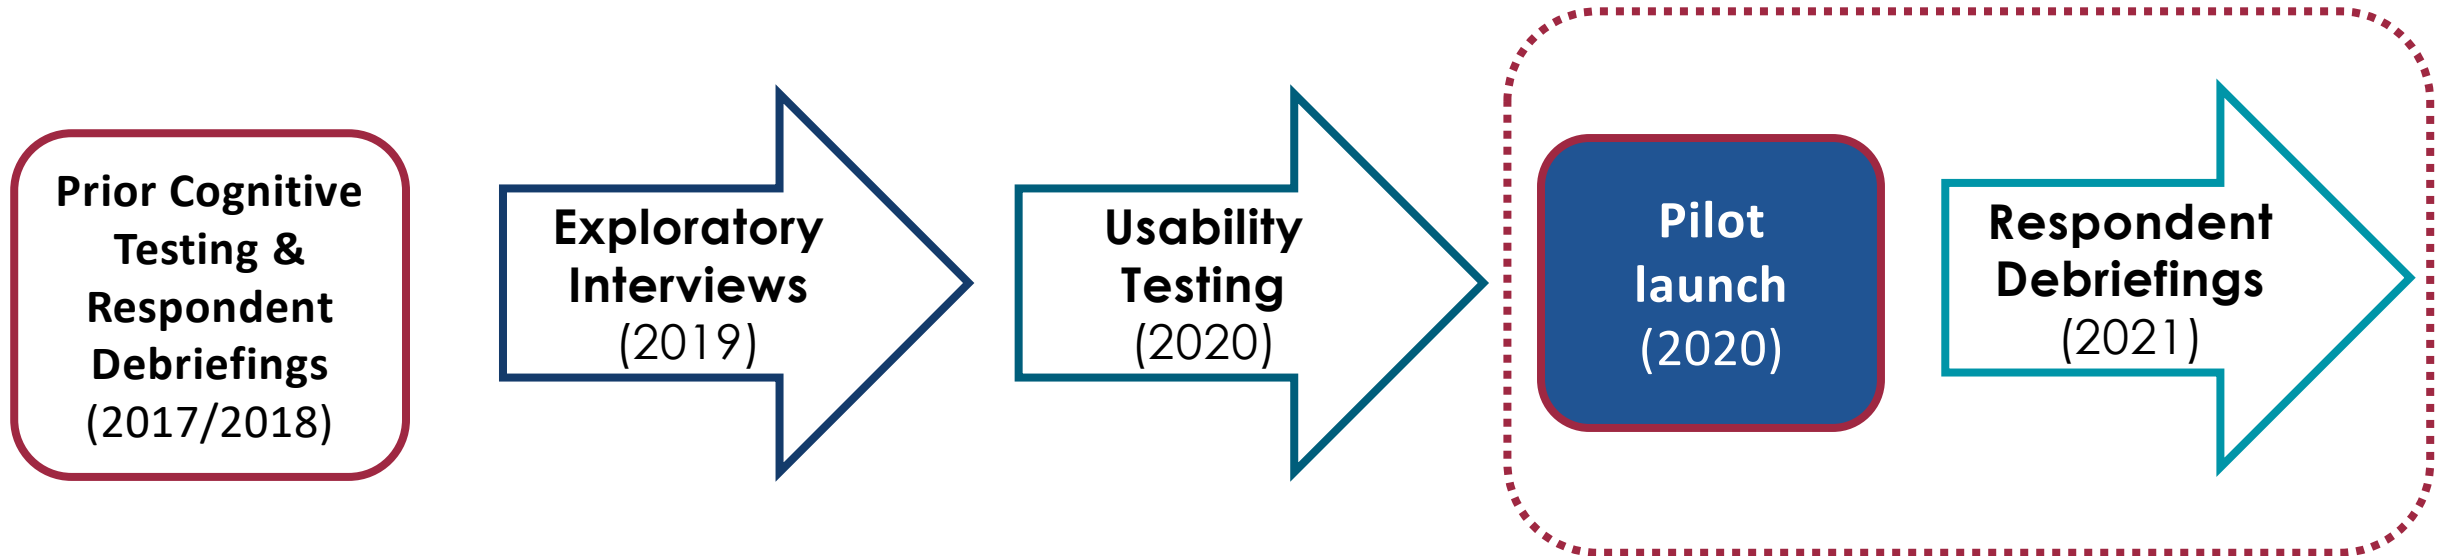 Prior Cognitive
Testing &
Respondent
Debriefings
(2017/2018)
Exploratory
Interviews
(2019)
Usability
Testing
(2020)
Pilot
launch
(2020)
Respondent
Debriefings
(2021)